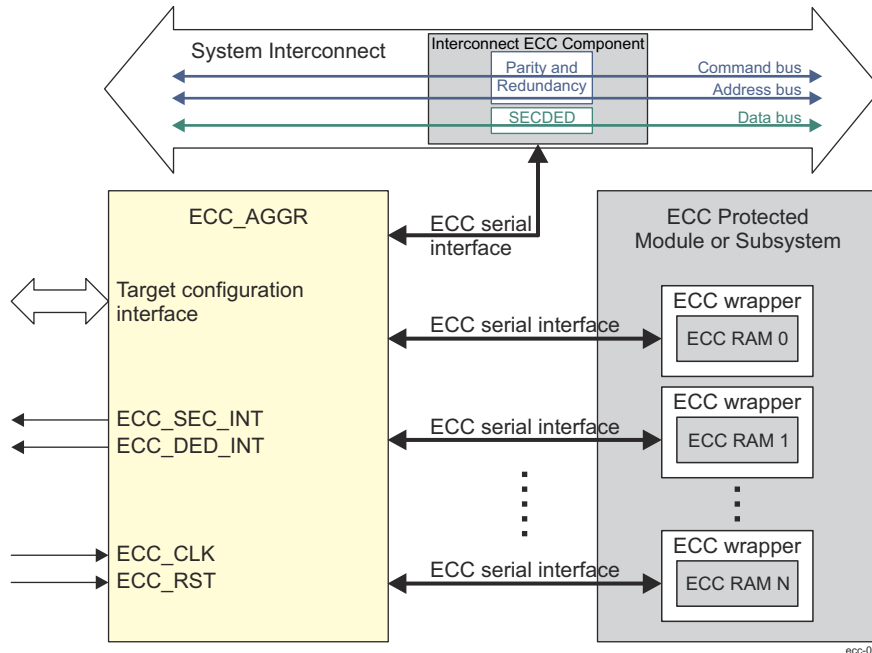 System Interconnect
Interconnect ECC Component
Parity and
Redundancy
Command bus
Address bus
SECDED
Data bus
ECC_AGGR
ECC serial
interface
ECC Protected
Module or Subsystem
Target configuration
interface
ECC serial interface
ECC wrapper
ECC RAM 0
ECC_SEC_INT
ECC_DED_INT
ECC serial interface
ECC wrapper
ECC RAM 1
ECC_CLK
ECC_RST
ECC serial interface
ECC wrapper
ECC RAM N